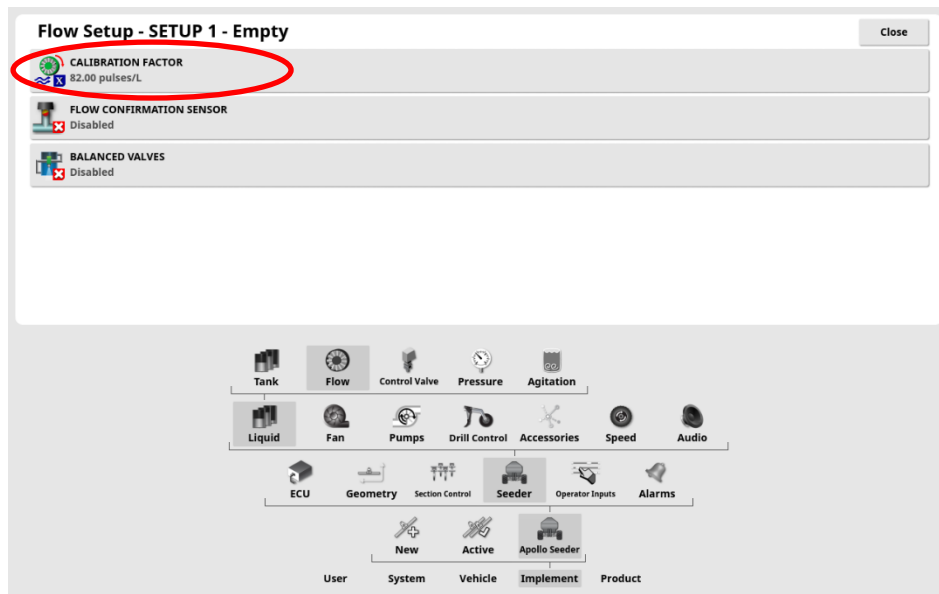 Flow Setup - SETUP 1 - Empty
Close
CALIBRATION FACTOR
82.00 pulses/L
FLOW CONFIRMATION SENSOR
Disabled
BALANCED VALVES
Disabled
Tank Flow Control Valve Pressure Agitation
Liquid Fan Pumps Drill Control Accessories Speed Audio
ECU Geometry Section Control Seeder Operator Inputs Alarms
New Active Apollo Seeder
User System Vehicle Implement Product